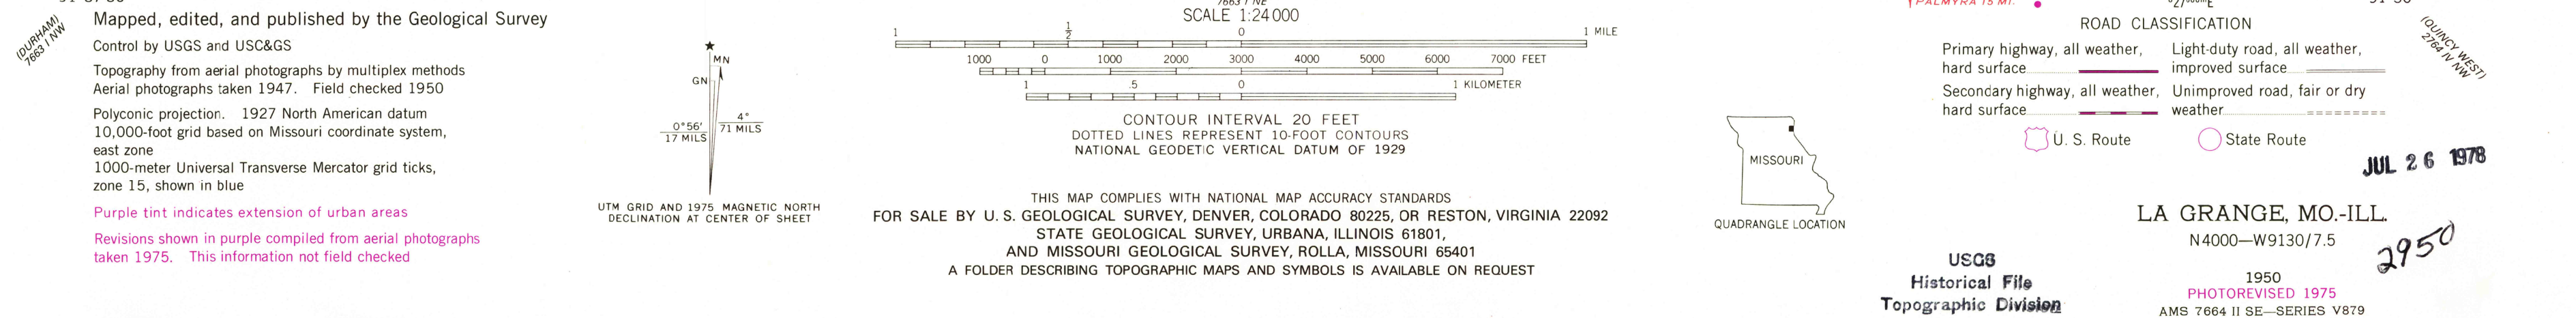 (DURHAM)
7663 I NW
Mapped, edited, and published by the Geological Survey
Control by USGS and USC&GS
Topography from aerial photographs by multiplex methods
Aerial photographs taken 1947. Field checked 1950
Polyconic projection. 1927 North American datum
10,000-foot grid based on Missouri coordinate system,
east zone
1000-meter Universal Transverse Mercator grid ticks,
zone 15, shown in blue
Purple tint indicates extension of urban areas
Revisions shown in purple compiled from aerial photographs
taken 1975. This information not field checked
★
MN
GN
0°56′
17 MILS
4°
71 MILS
UTM GRID AND 1975 MAGNETIC NORTH
DECLINATION AT CENTER OF SHEET
7663 I NE
SCALE 1:24 000
1 ½ 0 1 MILE
1000 0 1000 2000 3000 4000 5000 6000 7000 FEET
1 .5 0 1 KILOMETER
CONTOUR INTERVAL 20 FEET
DOTTED LINES REPRESENT 10-FOOT CONTOURS
NATIONAL GEODETIC VERTICAL DATUM OF 1929
THIS MAP COMPLIES WITH NATIONAL MAP ACCURACY STANDARDS
FOR SALE BY U. S. GEOLOGICAL SURVEY, DENVER, COLORADO 80225, OR RESTON, VIRGINIA 22092
STATE GEOLOGICAL SURVEY, URBANA, ILLINOIS 61801,
AND MISSOURI GEOLOGICAL SURVEY, ROLLA, MISSOURI 65401
A FOLDER DESCRIBING TOPOGRAPHIC MAPS AND SYMBOLS IS AVAILABLE ON REQUEST
MISSOURI
QUADRANGLE LOCATION
PALMYRA 15 MI.
ROAD CLASSIFICATION
Primary highway, all weather,
hard surface
Light-duty road, all weather,
improved surface
Secondary highway, all weather,
hard surface
Unimproved road, fair or dry
weather
U. S. Route
State Route
(QUINCY WEST)
2764 IV NW
JUL 26 1978
LA GRANGE, MO.-ILL.
N4000—W9130/7.5
2950
1950
PHOTOREVISED 1975
AMS 7664 II SE—SERIES V879
USGS
Historical File
Topographic Division